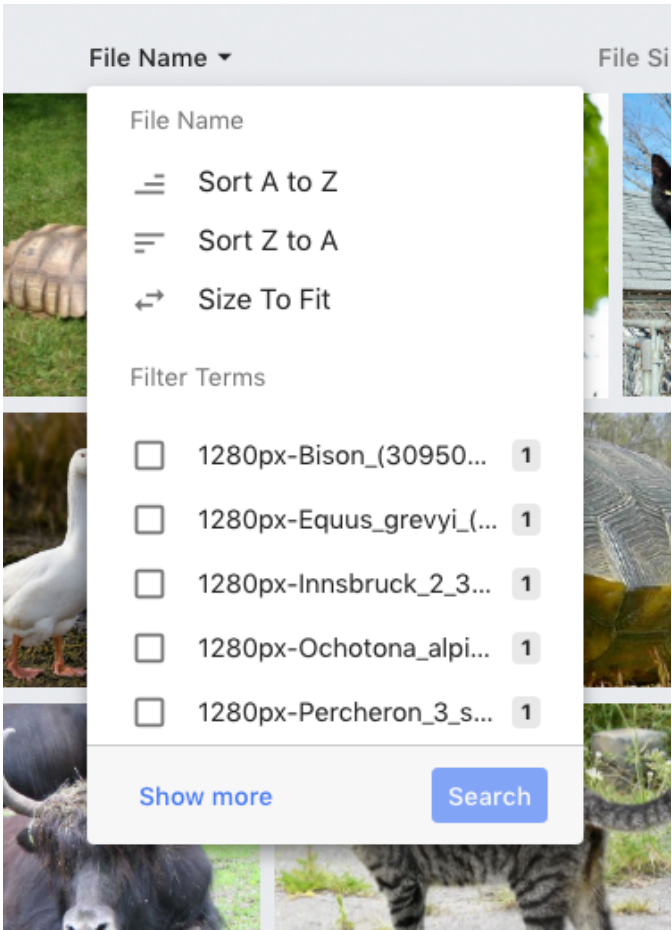 File Name
File Si
File Name
Sort A to Z
Sort Z to A
Size To Fit
Filter Terms
1280px-Bison_(30950... 1
1280px-Equus_grevyi_(... 1
1280px-Innsbruck_2_3... 1
1280px-Ochotona_alpi... 1
1280px-Percheron_3_s... 1
Show more Search